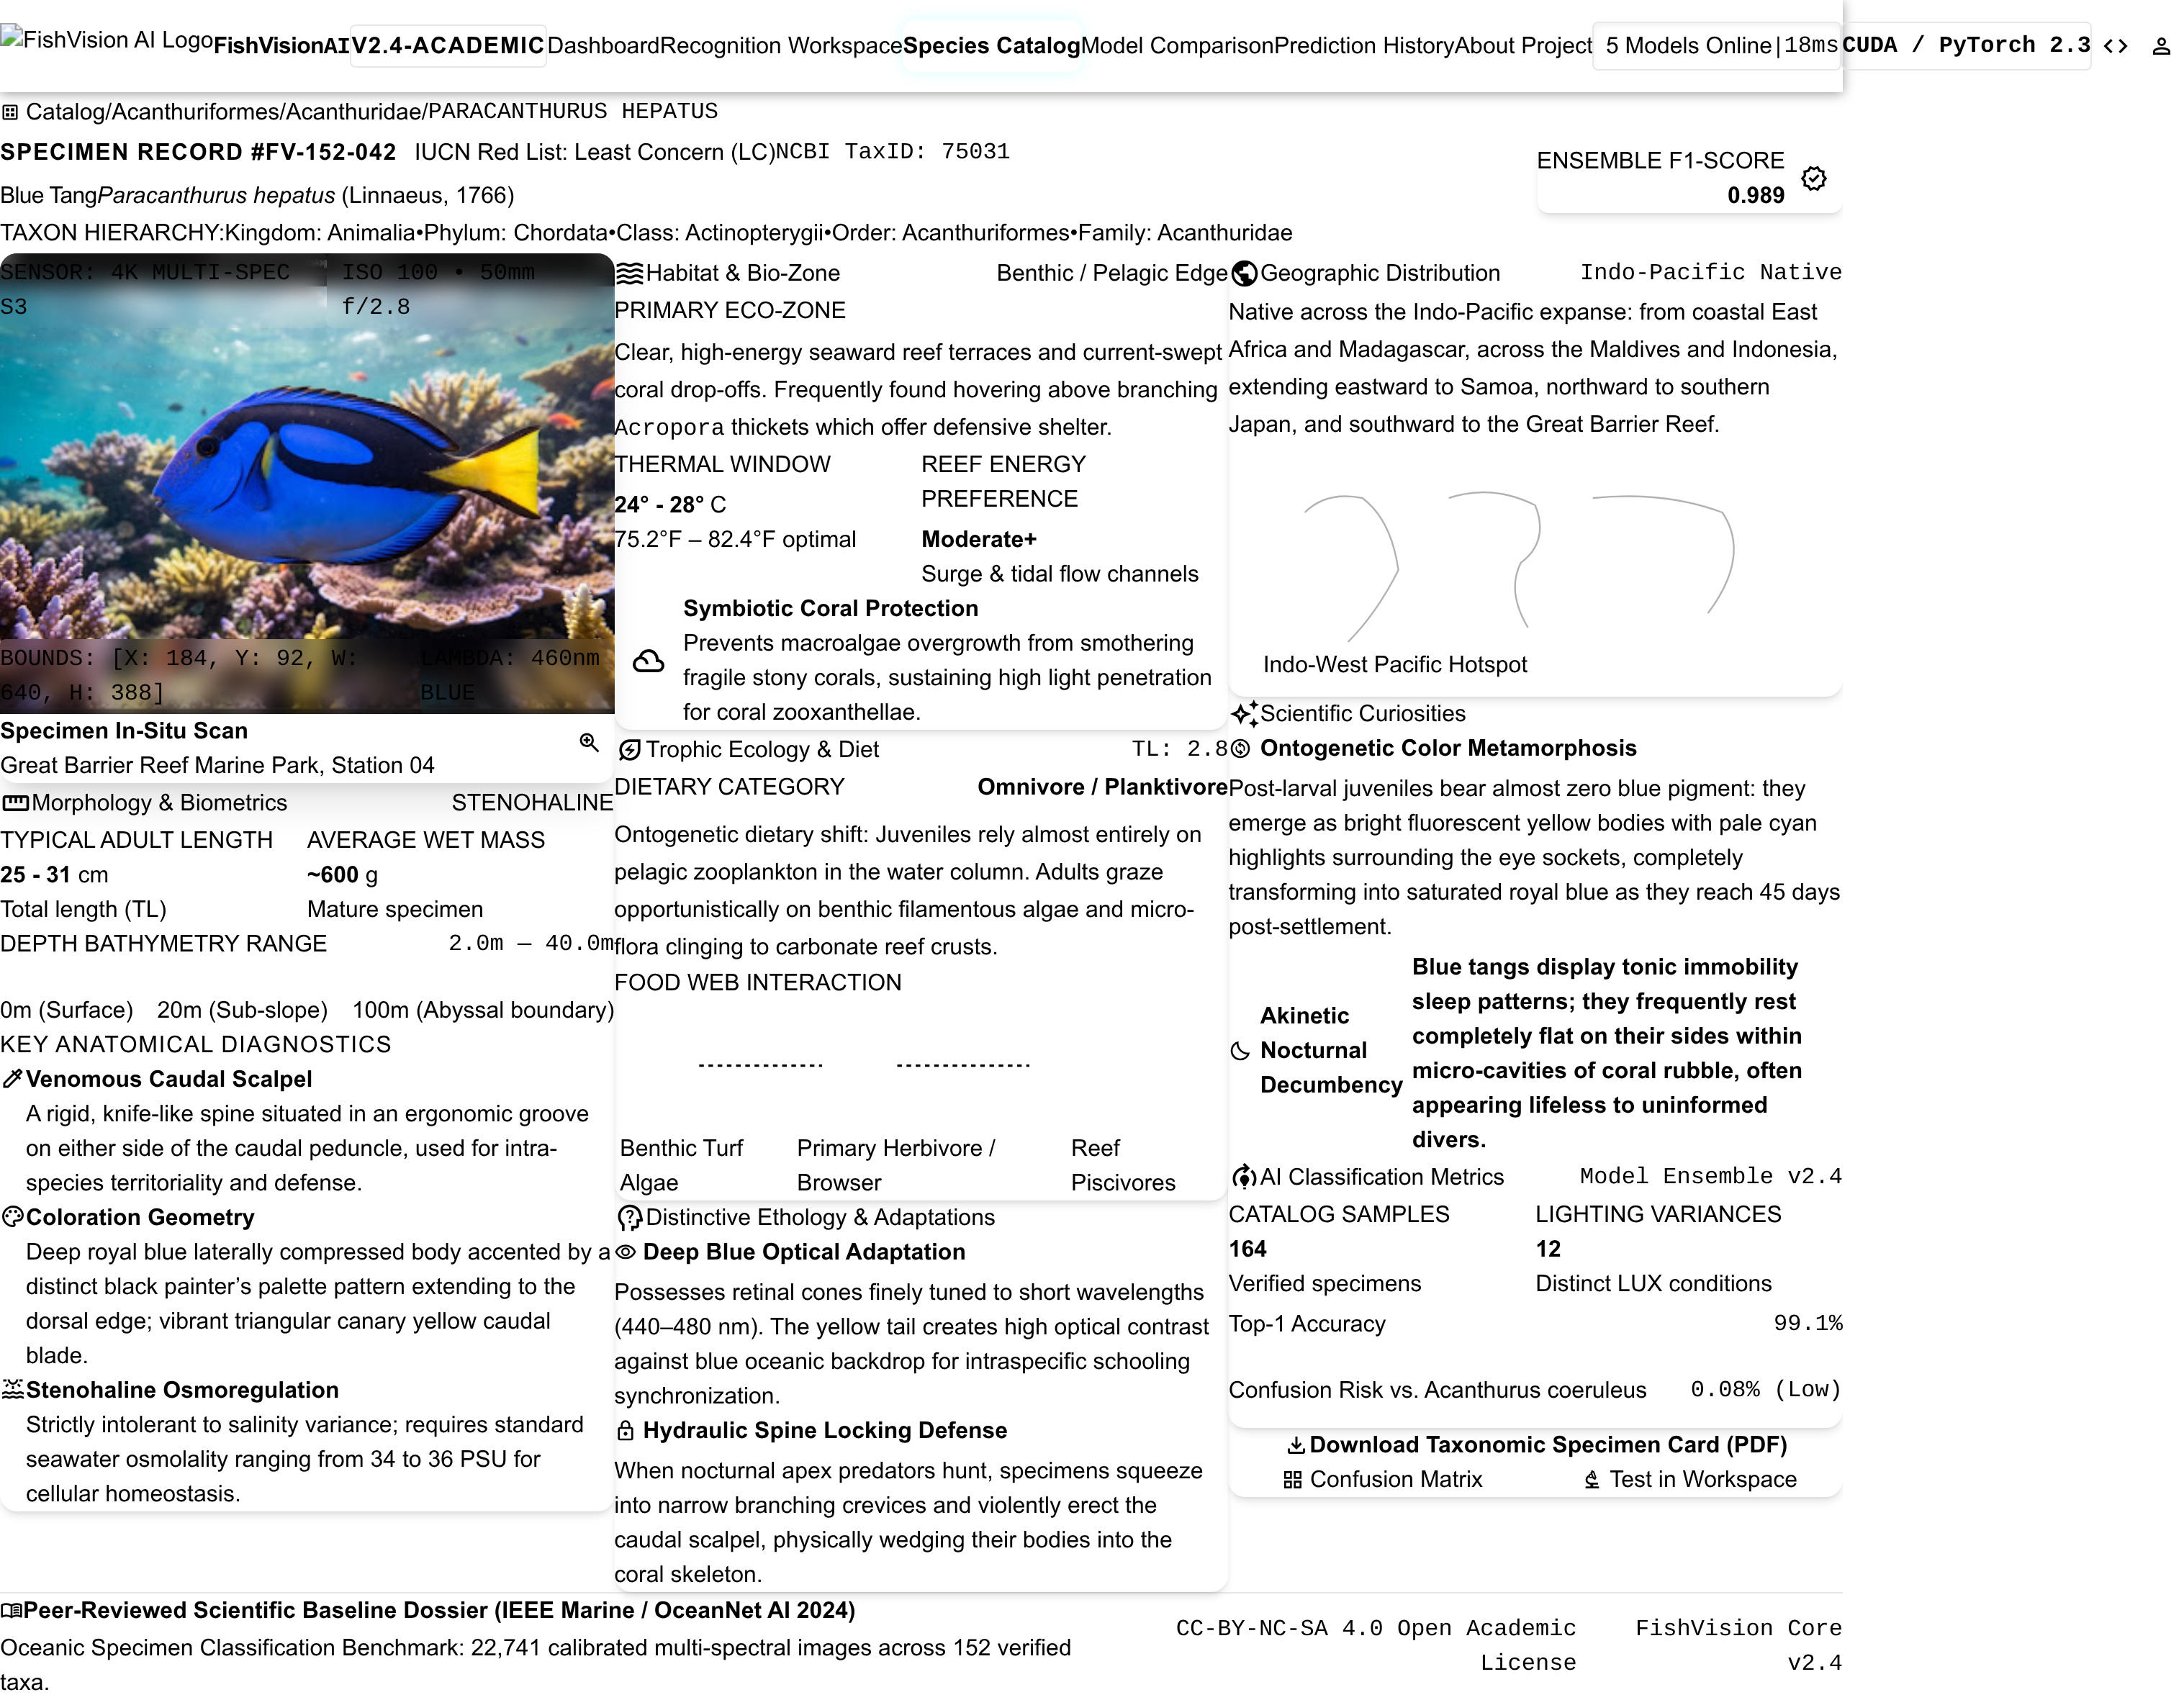 FishVision AI Logo FishVisionAI V2.4-ACADEMIC Dashboard Recognition Workspace Species Catalog Model Comparison Prediction History About Project 5 Models Online | 18ms CUDA / PyTorch 2.3
Catalog/Acanthuriformes/Acanthuridae/PARACANTHURUS HEPATUS
SPECIMEN RECORD #FV-152-042 IUCN Red List: Least Concern (LC) NCBI TaxID: 75031
Blue Tang Paracanthurus hepatus (Linnaeus, 1766)
ENSEMBLE F1-SCORE
0.989
TAXON HIERARCHY: Kingdom: Animalia•Phylum: Chordata•Class: Actinopterygii•Order: Acanthuriformes•Family: Acanthuridae
SENSOR: 4K MULTI-SPEC
S3
ISO 100 • 50mm
f/2.8
BOUNDS: [X: 184, Y: 92, W:
640, H: 388]
LAMBDA: 460nm
BLUE
Specimen In-Situ Scan
Great Barrier Reef Marine Park, Station 04
Morphology & Biometrics STENOHALINE
TYPICAL ADULT LENGTH
25 - 31 cm
Total length (TL)
AVERAGE WET MASS
~600 g
Mature specimen
DEPTH BATHYMETRY RANGE 2.0m — 40.0m
0m (Surface) 20m (Sub-slope) 100m (Abyssal boundary)
KEY ANATOMICAL DIAGNOSTICS
Venomous Caudal Scalpel
A rigid, knife-like spine situated in an ergonomic groove
on either side of the caudal peduncle, used for intra-
species territoriality and defense.
Coloration Geometry
Deep royal blue laterally compressed body accented by a
distinct black painter’s palette pattern extending to the
dorsal edge; vibrant triangular canary yellow caudal
blade.
Stenohaline Osmoregulation
Strictly intolerant to salinity variance; requires standard
seawater osmolality ranging from 34 to 36 PSU for
cellular homeostasis.
Habitat & Bio-Zone Benthic / Pelagic Edge
PRIMARY ECO-ZONE
Clear, high-energy seaward reef terraces and current-swept
coral drop-offs. Frequently found hovering above branching
Acropora thickets which offer defensive shelter.
THERMAL WINDOW
24° - 28° C
75.2°F – 82.4°F optimal
REEF ENERGY
PREFERENCE
Moderate+
Surge & tidal flow channels
Symbiotic Coral Protection
Prevents macroalgae overgrowth from smothering
fragile stony corals, sustaining high light penetration
for coral zooxanthellae.
Trophic Ecology & Diet TL: 2.8
DIETARY CATEGORY Omnivore / Planktivore
Ontogenetic dietary shift: Juveniles rely almost entirely on
pelagic zooplankton in the water column. Adults graze
opportunistically on benthic filamentous algae and micro-
flora clinging to carbonate reef crusts.
FOOD WEB INTERACTION
Benthic Turf
Algae
Primary Herbivore /
Browser
Reef
Piscivores
Distinctive Ethology & Adaptations
Deep Blue Optical Adaptation
Possesses retinal cones finely tuned to short wavelengths
(440–480 nm). The yellow tail creates high optical contrast
against blue oceanic backdrop for intraspecific schooling
synchronization.
Hydraulic Spine Locking Defense
When nocturnal apex predators hunt, specimens squeeze
into narrow branching crevices and violently erect the
caudal scalpel, physically wedging their bodies into the
coral skeleton.
Geographic Distribution Indo-Pacific Native
Native across the Indo-Pacific expanse: from coastal East
Africa and Madagascar, across the Maldives and Indonesia,
extending eastward to Samoa, northward to southern
Japan, and southward to the Great Barrier Reef.
Indo-West Pacific Hotspot
Scientific Curiosities
Ontogenetic Color Metamorphosis
Post-larval juveniles bear almost zero blue pigment: they
emerge as bright fluorescent yellow bodies with pale cyan
highlights surrounding the eye sockets, completely
transforming into saturated royal blue as they reach 45 days
post-settlement.
Akinetic
Nocturnal
Decumbency
Blue tangs display tonic immobility
sleep patterns; they frequently rest
completely flat on their sides within
micro-cavities of coral rubble, often
appearing lifeless to uninformed
divers.
AI Classification Metrics Model Ensemble v2.4
CATALOG SAMPLES
164
Verified specimens
LIGHTING VARIANCES
12
Distinct LUX conditions
Top-1 Accuracy 99.1%
Confusion Risk vs. Acanthurus coeruleus 0.08% (Low)
Download Taxonomic Specimen Card (PDF)
Confusion Matrix Test in Workspace
Peer-Reviewed Scientific Baseline Dossier (IEEE Marine / OceanNet AI 2024)
Oceanic Specimen Classification Benchmark: 22,741 calibrated multi-spectral images across 152 verified
taxa.
CC-BY-NC-SA 4.0 Open Academic
License
FishVision Core
v2.4